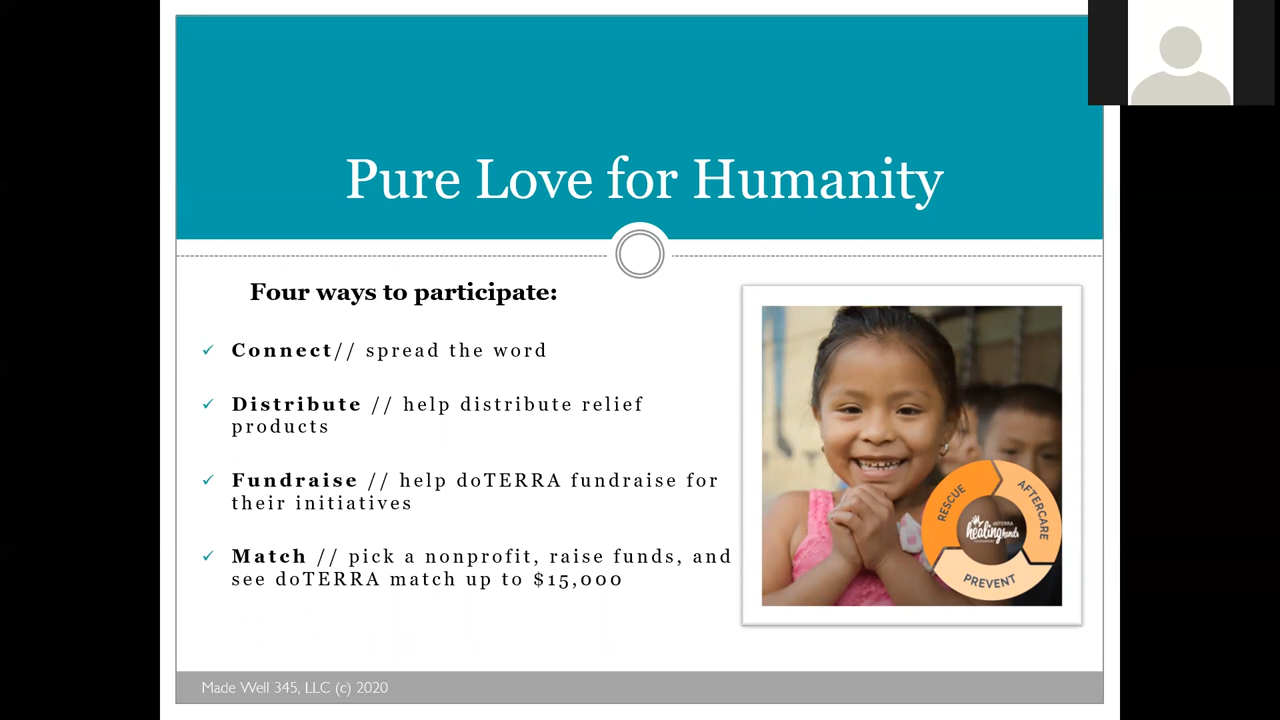 Pure Love for Humanity
Four ways to participate:
✓ Connect// spread the word
✓ Distribute // help distribute relief
products
✓ Fundraise // help doTERRA fundraise for
their initiatives
✓ Match // pick a nonprofit, raise funds, and
see doTERRA match up to $15,000
RESCUE
AFTERCARE
dōTERRA
healing hands
PREVENT
Made Well 345, LLC (c) 2020